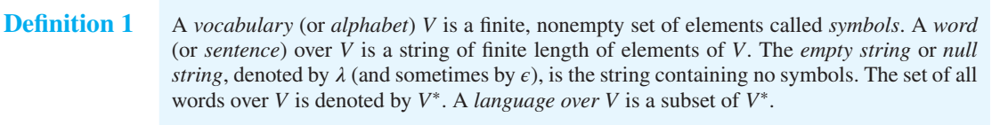 Definition 1 A vocabulary (or alphabet) V is a finite, nonempty set of elements called symbols. A word
(or sentence) over V is a string of finite length of elements of V. The empty string or null
string, denoted by λ (and sometimes by ϵ), is the string containing no symbols. The set of all
words over V is denoted by V*. A language over V is a subset of V*.